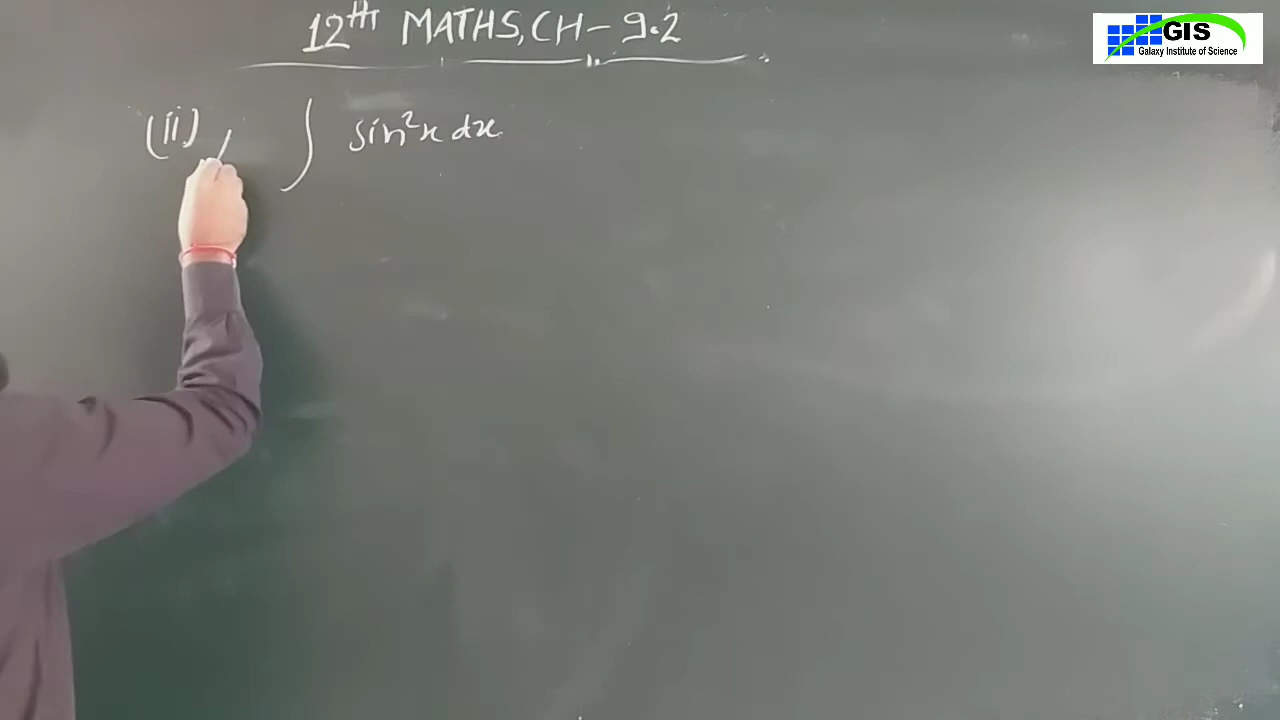 12TH MATHS, CH - 9.2
GIS
Galaxy Institute of Science
(ii), ∫ sin²x dx